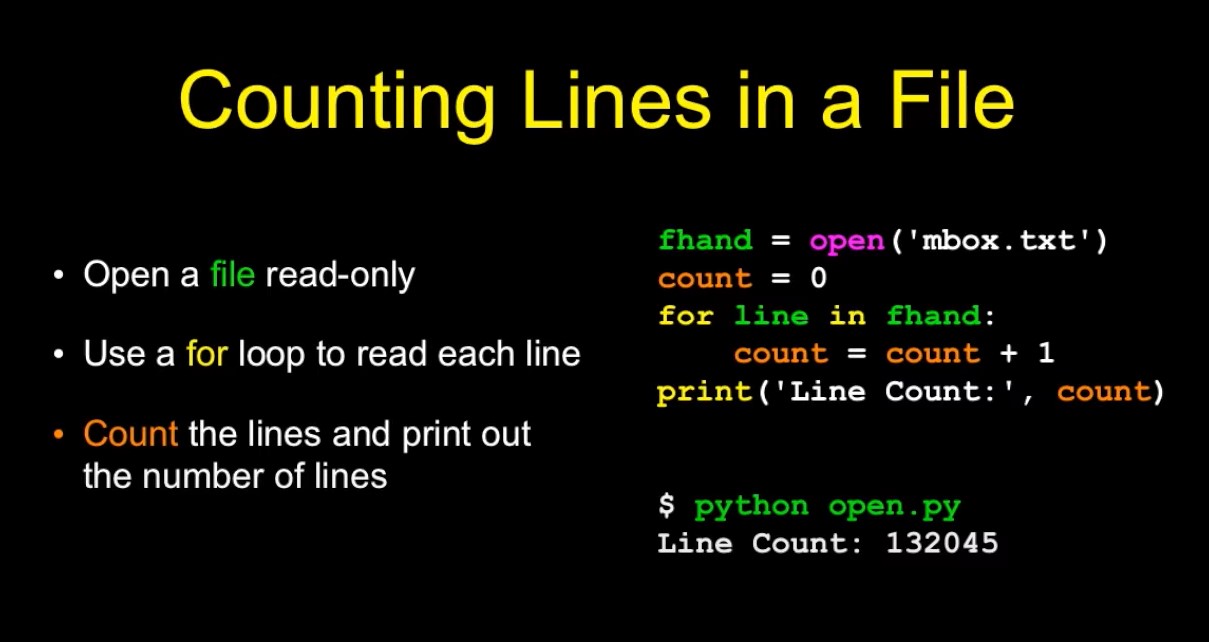 Counting Lines in a File
• Open a file read-only
• Use a for loop to read each line
• Count the lines and print out
the number of lines
fhand = open('mbox.txt')
count = 0
for line in fhand:
    count = count + 1
print('Line Count:', count)
$ python open.py
Line Count: 132045